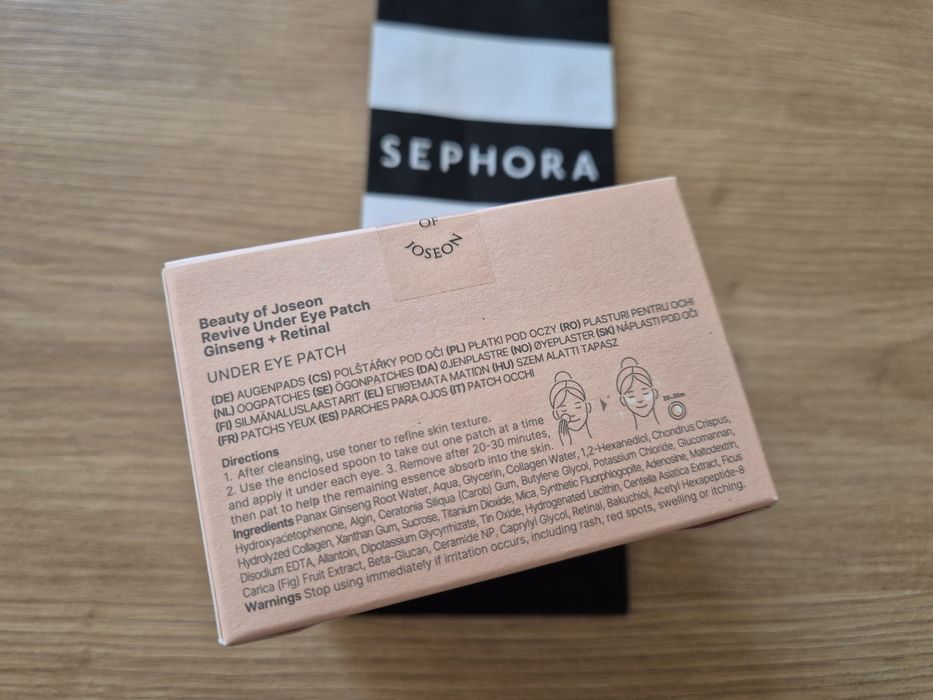 SEPHORA
OF
JOSEON
Beauty of Joseon
Revive Under Eye Patch
Ginseng + Retinal
UNDER EYE PATCH
(DE) AUGENPADS (CS) POLŠTÁŘKY POD OČI (PL) PŁATKI POD OCZY (RO) PLASTURI PENTRU OCHI
(NL) OOGPATCHES (SE) ÖGONPATCHES (DA) ØJENPLASTRE (NO) ØYEPLASTER (SK) NÁPLASTI POD OČI
(FI) SILMÄNALUSLAASTARIT (EL) ΕΠΙΘΕΜΑΤΑ ΜΑΤΙΩΝ (HU) SZEM ALATTI TAPASZ
(FR) PATCHS YEUX (ES) PARCHES PARA OJOS (IT) PATCH OCCHI
20-30m
Directions
1. After cleansing, use toner to refine skin texture.
2. Use the enclosed spoon to take out one patch at a time
and apply it under each eye. 3. Remove after 20-30 minutes,
then pat to help the remaining essence absorb into the skin.
Ingredients Panax Ginseng Root Water, Aqua, Glycerin, Collagen Water, 1,2-Hexanediol, Chondrus Crispus,
Hydroxyacetophenone, Algin, Ceratonia Siliqua (Carob) Gum, Butylene Glycol, Potassium Chloride, Glucomannan,
Hydrolyzed Collagen, Xanthan Gum, Sucrose, Titanium Dioxide, Mica, Synthetic Fluorphlogopite, Adenosine, Maltodextrin,
Disodium EDTA, Allantoin, Dipotassium Glycyrrhizate, Tin Oxide, Hydrogenated Lecithin, Centella Asiatica Extract, Ficus
Carica (Fig) Fruit Extract, Beta-Glucan, Ceramide NP, Caprylyl Glycol, Retinal, Bakuchiol, Acetyl Hexapeptide-8
Warnings Stop using immediately if irritation occurs, including rash, red spots, swelling or itching.